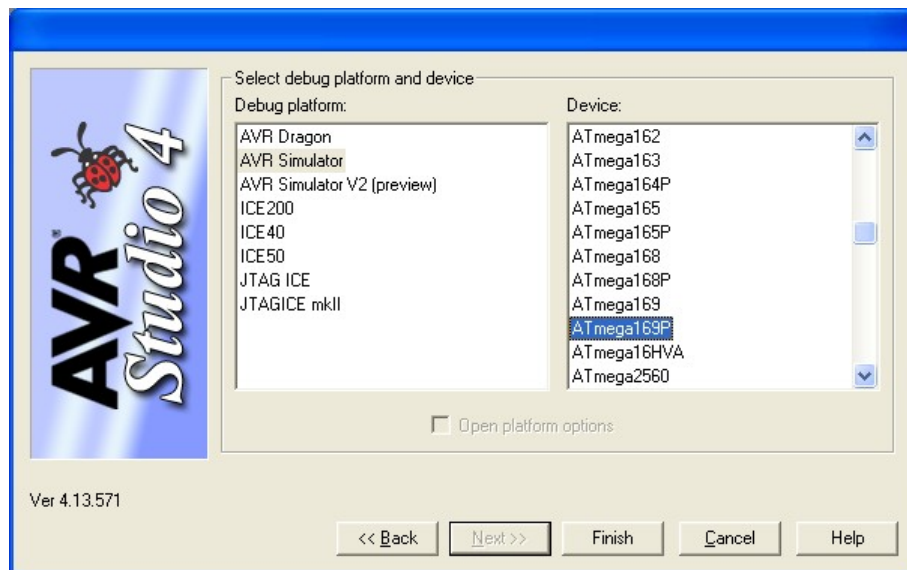 AVR® Studio 4
Select debug platform and device
Debug platform:
AVR Dragon
AVR Simulator
AVR Simulator V2 (preview)
ICE200
ICE40
ICE50
JTAG ICE
JTAGICE mkII
Device:
ATmega162
ATmega163
ATmega164P
ATmega165
ATmega165P
ATmega168
ATmega168P
ATmega169
ATmega169P
ATmega16HVA
ATmega2560
Open platform options
Ver 4.13.571
<< Back
Next >>
Finish
Cancel
Help